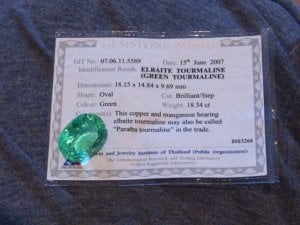 GEMSTONE MEMO
GIT NO. 07.06.11.5589 Date: 15th June 2007
Identification Result: ELBAITE TOURMALINE
(GREEN TOURMALINE)
Dimensions: 18.15 × 14.84 × 9.69 mm
Shape: Oval Cut: Brilliant/Step
Colour: Green Weight: 18.34 ct
This copper and manganese bearing
elbaite tourmaline may also be called
"Paraiba tourmaline" in the trade.
0003266
and Jewelry Institute of Thailand (Public Organization)